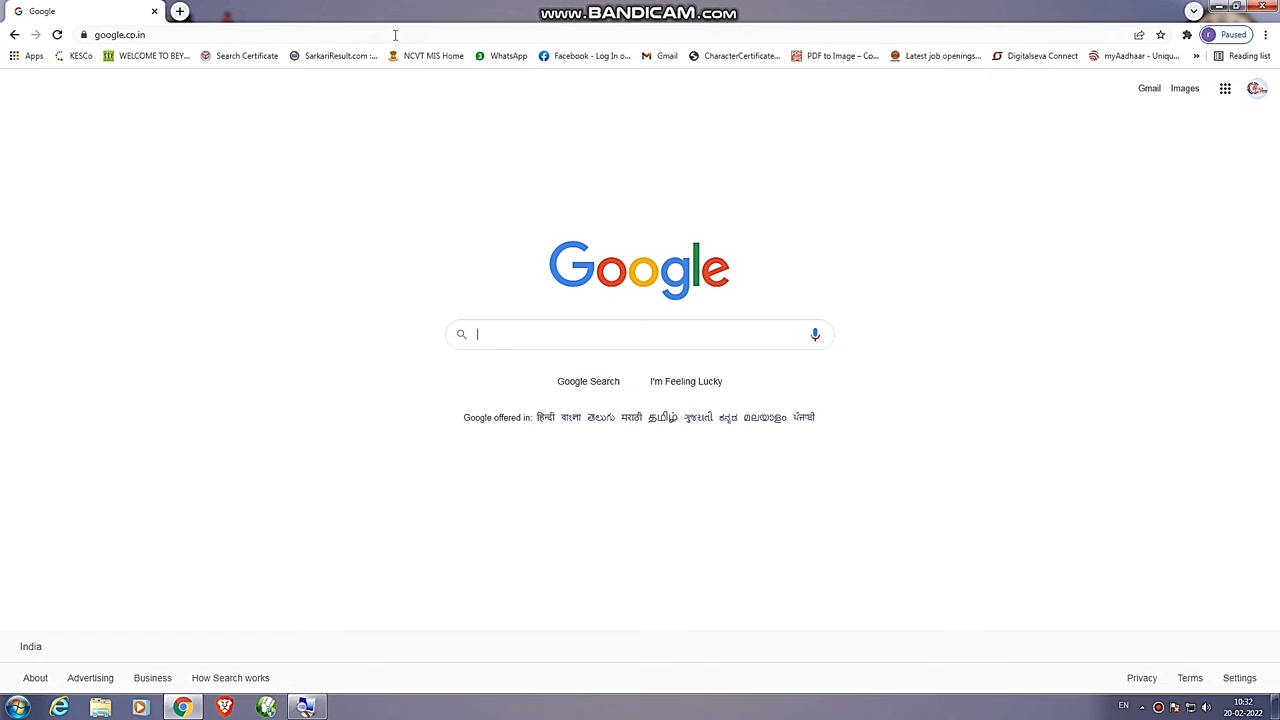 Google
www.BANDICAM.com
google.co.in
Paused
Apps
KESCo
WELCOME TO BEY...
Search Certificate
SarkariResult.com :...
NCVT MIS Home
WhatsApp
Facebook - Log In o...
Gmail
CharacterCertificate...
PDF to Image – Co...
Latest job openings...
Digitalseva Connect
myAadhaar - Uniqu...
Reading list
Gmail
Images
Google
Google Search
I'm Feeling Lucky
Google offered in: हिन्दी বাংলা తెలుగు मराठी தமிழ் ગુજરાતી ಕನ್ನಡ മലയാളം ਪੰਜਾਬੀ
India
About
Advertising
Business
How Search works
Privacy
Terms
Settings
EN
10:32
20-02-2022